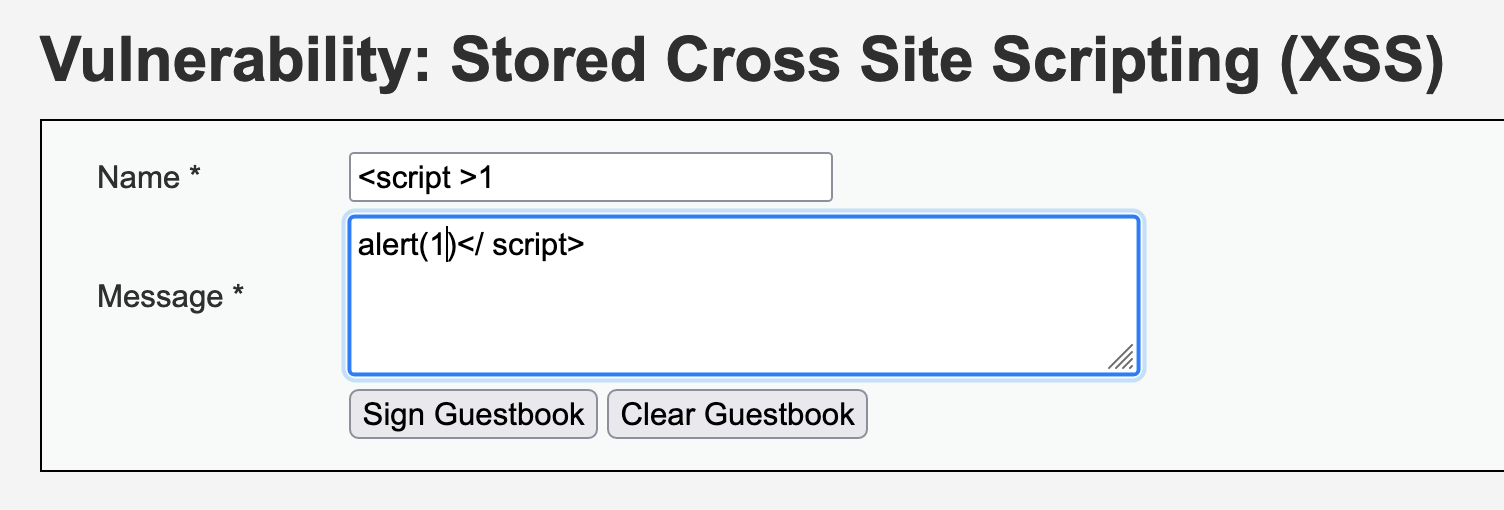 Vulnerability: Stored Cross Site Scripting (XSS)
Name * <script >1
alert(1)</ script>
Message *
Sign Guestbook Clear Guestbook